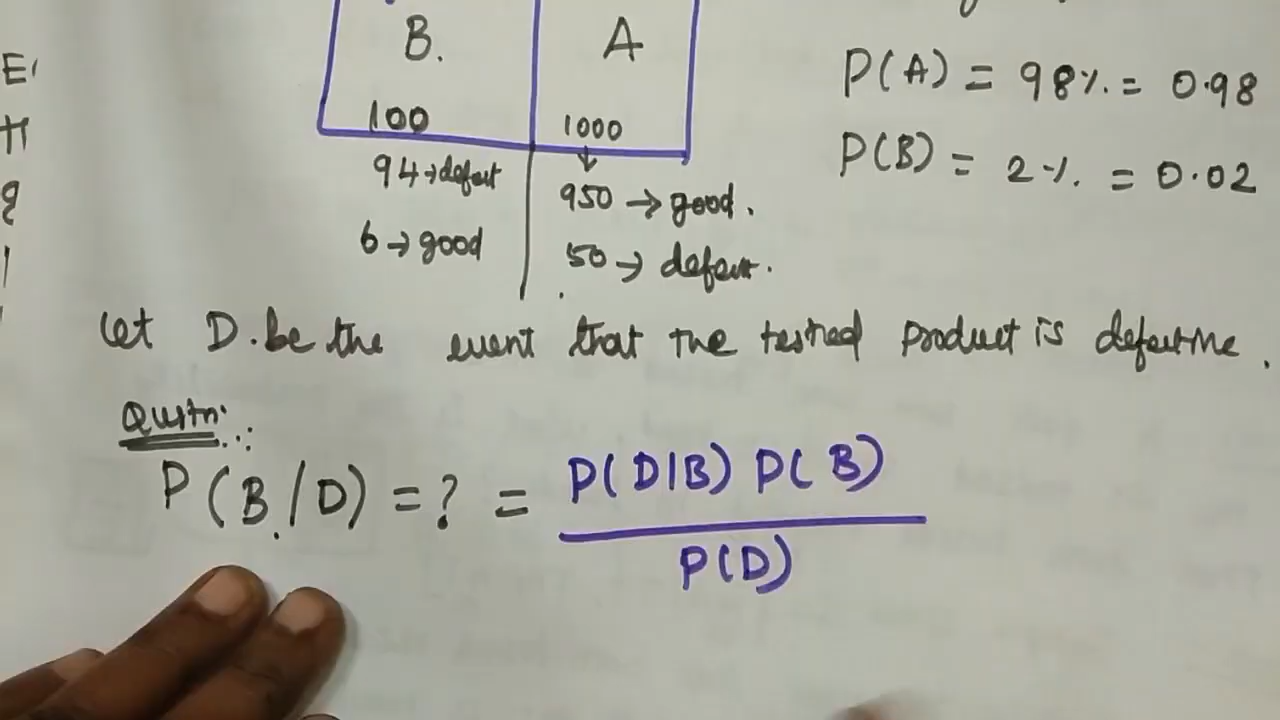 B. A
100 1000
P(A) = 98% = 0.98
P(B) = 2%. = 0.02
94→defect
6→good
↓
950 → good.
50 → defect.
Let D. be the event that the tested product is defective.
Qustn:
P(B/D) = ? = P(D|B) P(B)
P(D)